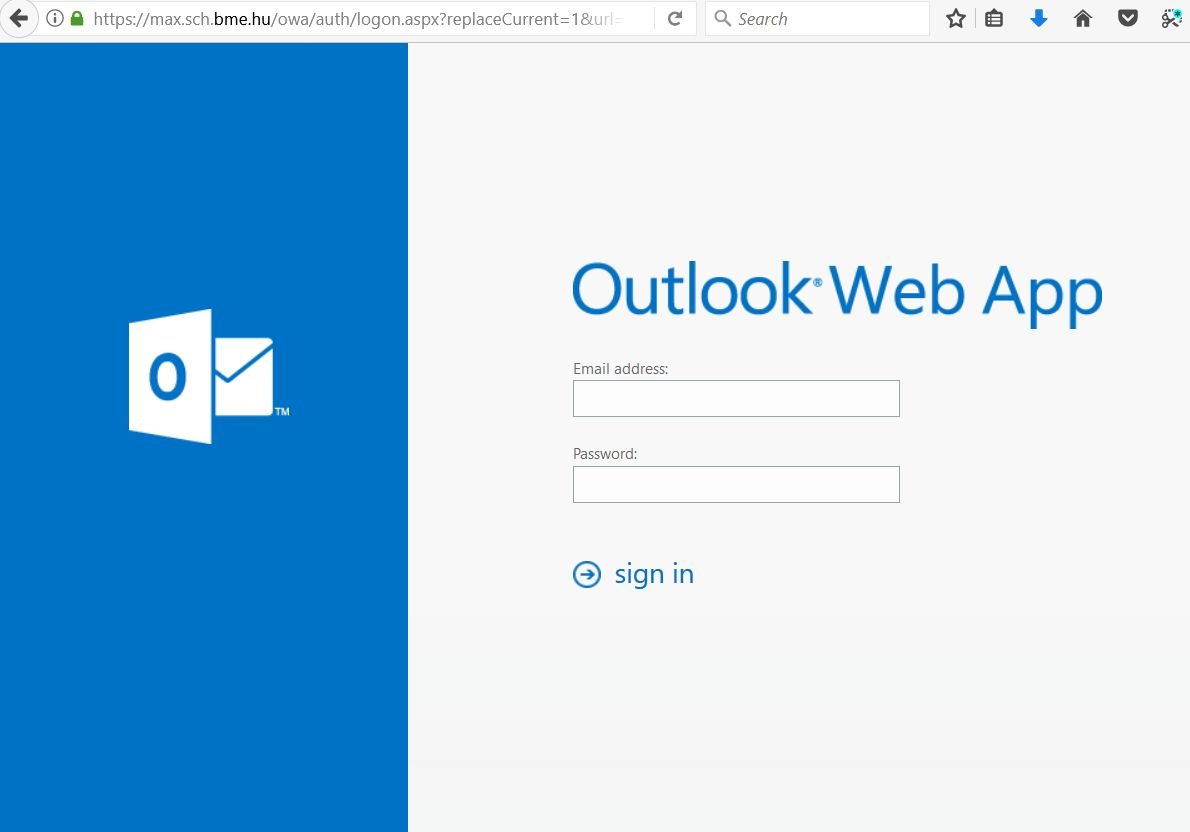 https://max.sch.bme.hu/owa/auth/logon.aspx?replaceCurrent=1&url=
Search
O
TM
Outlook® Web App
Email address:
Password:
sign in